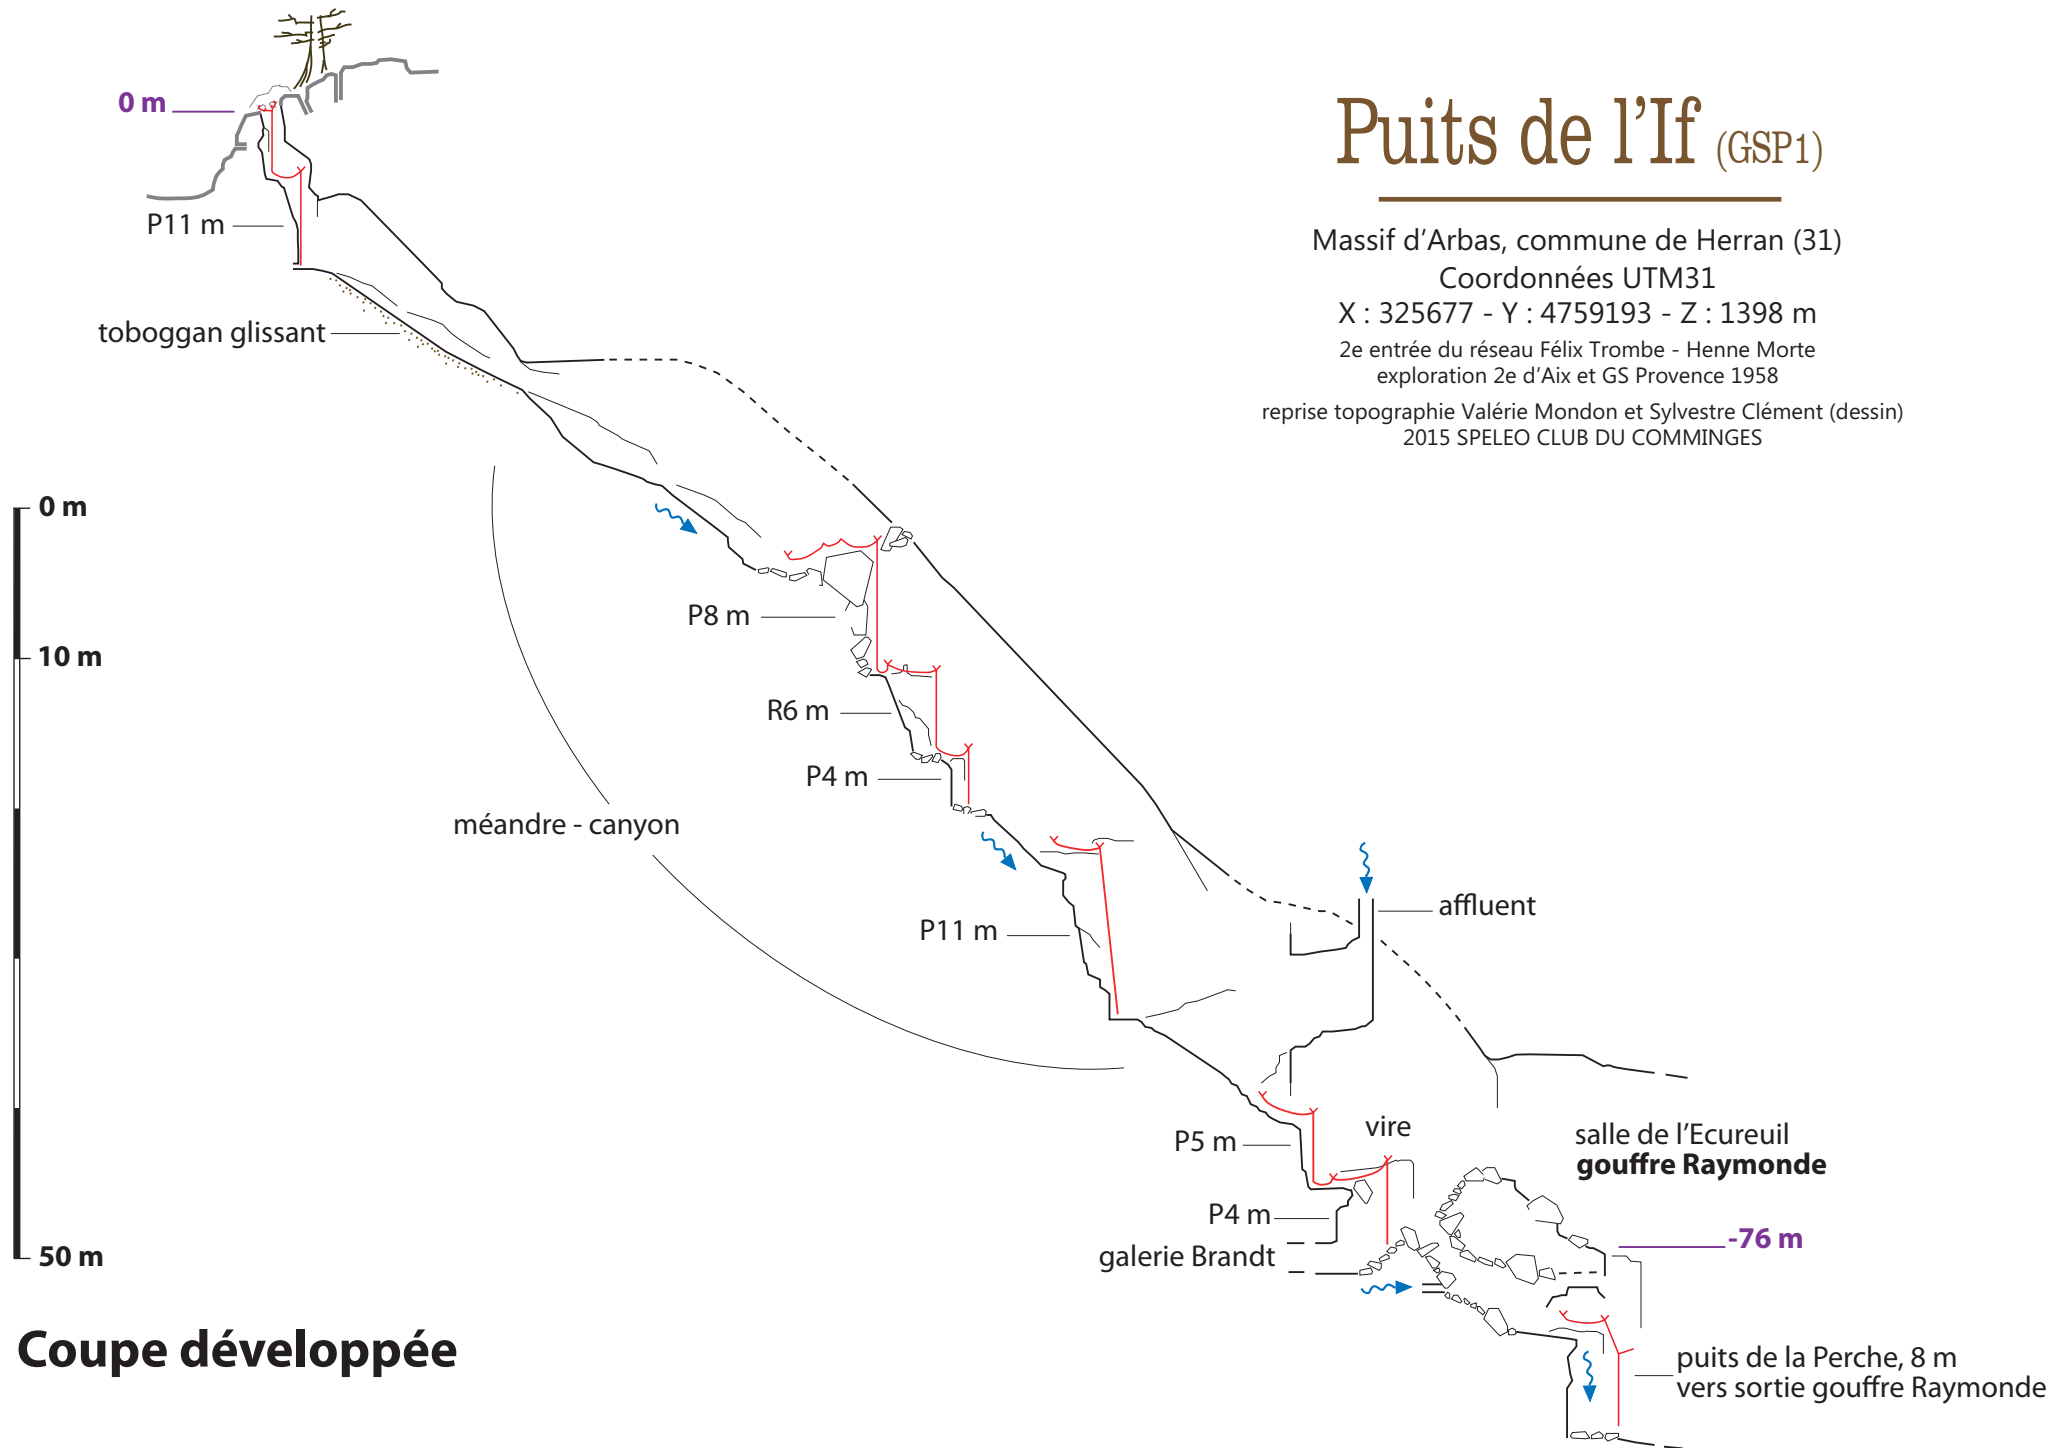 Puits de l'If (GSP1)
Massif d'Arbas, commune de Herran (31)
Coordonnées UTM31
X : 325677 - Y : 4759193 - Z : 1398 m
2e entrée du réseau Félix Trombe - Henne Morte
exploration 2e d'Aix et GS Provence 1958
reprise topographie Valérie Mondon et Sylvestre Clément (dessin)
2015 SPELEO CLUB DU COMMINGES
0 m
P11 m
toboggan glissant
0 m
10 m
50 m
P8 m
R6 m
P4 m
méandre - canyon
P11 m
affluent
P5 m
vire
salle de l'Ecureuil
gouffre Raymonde
P4 m
galerie Brandt
-76 m
puits de la Perche, 8 m
vers sortie gouffre Raymonde
Coupe développée